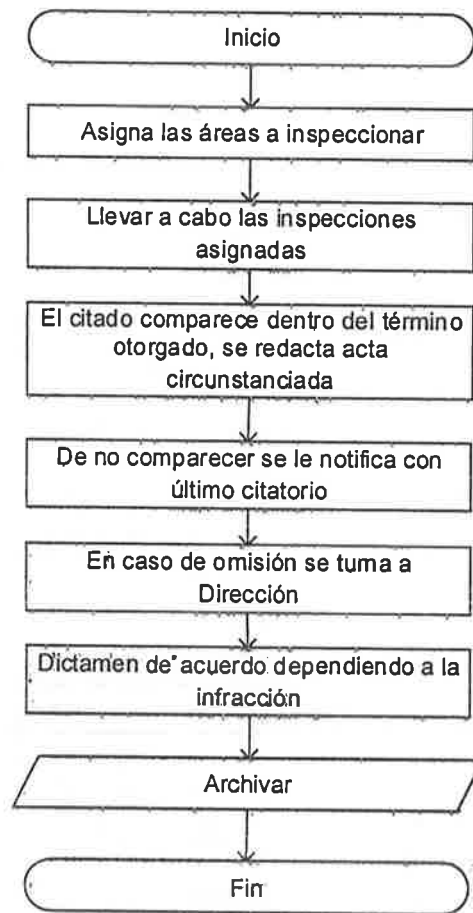 Inicio
Asigna las áreas a inspeccionar
Llevar a cabo las inspecciones
asignadas
El citado comparece dentro del término
otorgado, se redacta acta
circunstanciada
De no comparecer se le notifica con
último citatorio
En caso de omisión se turna a
Dirección
Dictamen de acuerdo dependiendo a la
infracción
Archivar
Fin